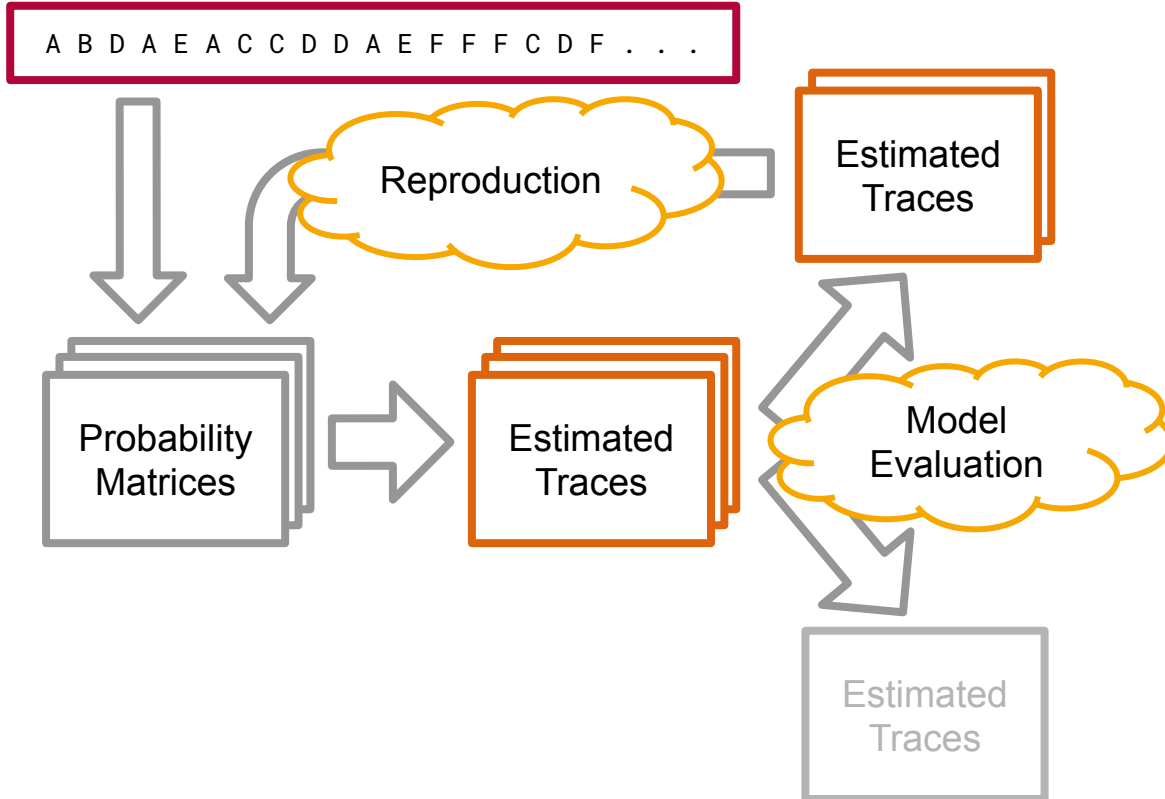 A B D A E A C C D D A E F F F C D F . . .
Reproduction
Estimated
Traces
Probability
Matrices
Estimated
Traces
Model
Evaluation
Estimated
Traces